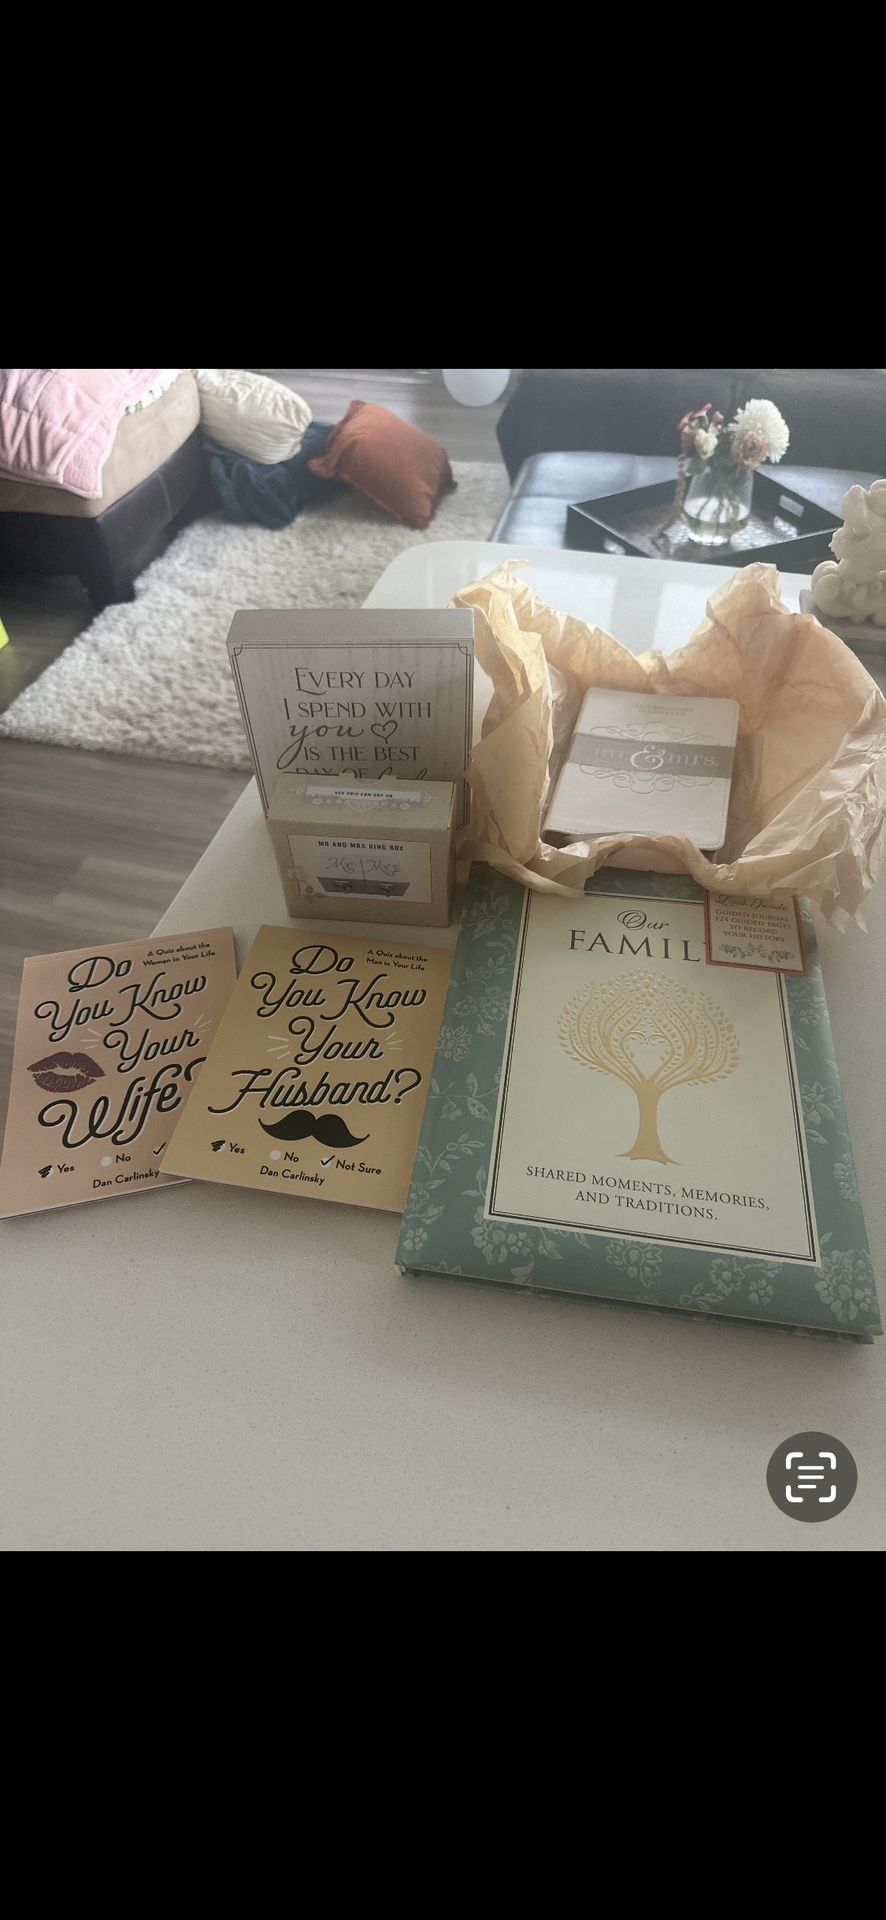 EVERY DAY
I SPEND WITH
you
IS THE BEST
DAY OF
MR AND MRS RING BOX
Mr Mrs
mr & mrs.
Do
You Know
Your
Wife?
A Quiz about the
Woman in Your Life
Yes
No
Dan Carlinsky
Do
You Know
Your
Husband?
A Quiz about the
Man in Your Life
Yes
No
Not Sure
Dan Carlinsky
Our
FAMIL
Look Inside
GUIDED JOURNAL
124 GUIDED PAGES
TO RECORD
YOUR HISTORY
SHARED MOMENTS, MEMORIES,
AND TRADITIONS.